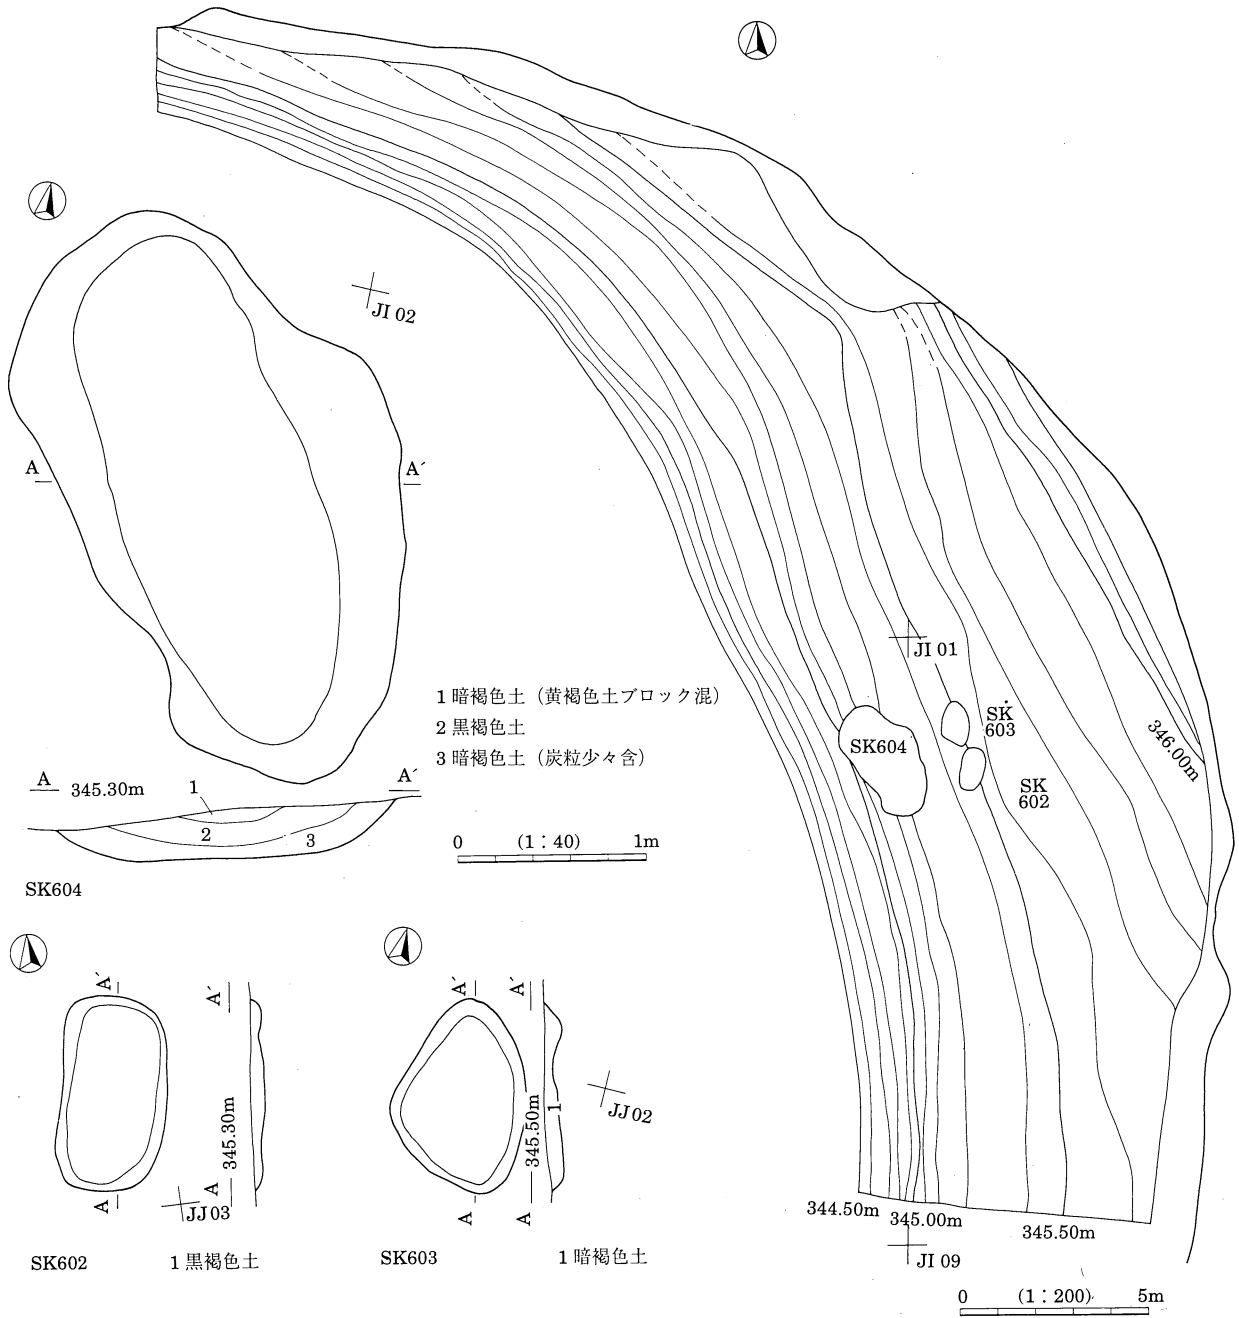 JI 02
A
A´
1 暗褐色土（黄褐色土ブロック混）
2 黒褐色土
3 暗褐色土（炭粒少々含）
A 345.30m
A´
1
2
3
0 (1：40) 1m
SK604
JI 01
SK604
SK
603
SK
602
346.00m
A´
A
A´
A
345.30m
JJ 03
SK602
1 黒褐色土
A´
A
A´
A
345.50m
1
JJ 02
SK603
1 暗褐色土
344.50m
345.00m
345.50m
JI 09
0 (1：200) 5m